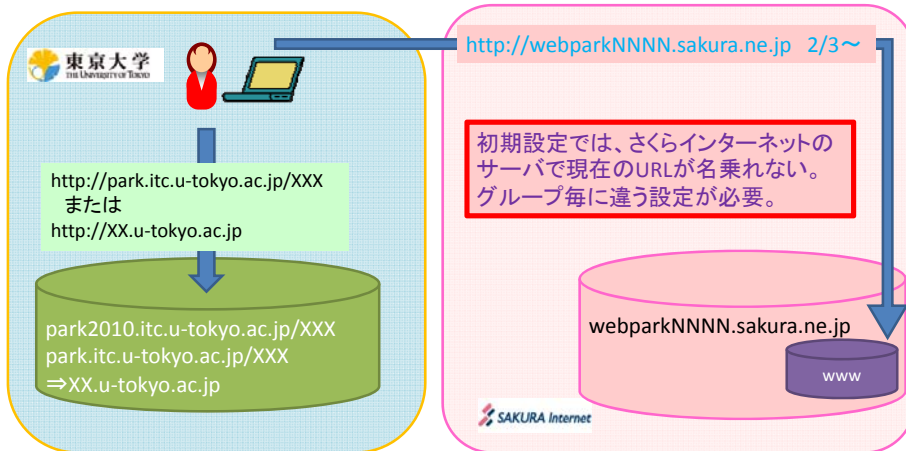 東京大学
THE UNIVERSITY OF TOKYO
http://park.itc.u-tokyo.ac.jp/XXX
または
http://XX.u-tokyo.ac.jp
park2010.itc.u-tokyo.ac.jp/XXX
park.itc.u-tokyo.ac.jp/XXX
⇒XX.u-tokyo.ac.jp
http://webparkNNNN.sakura.ne.jp 2/3～
初期設定では、さくらインターネットの
サーバで現在のURLが名乗れない。
グループ毎に違う設定が必要。
webparkNNNN.sakura.ne.jp
www
SAKURA Internet